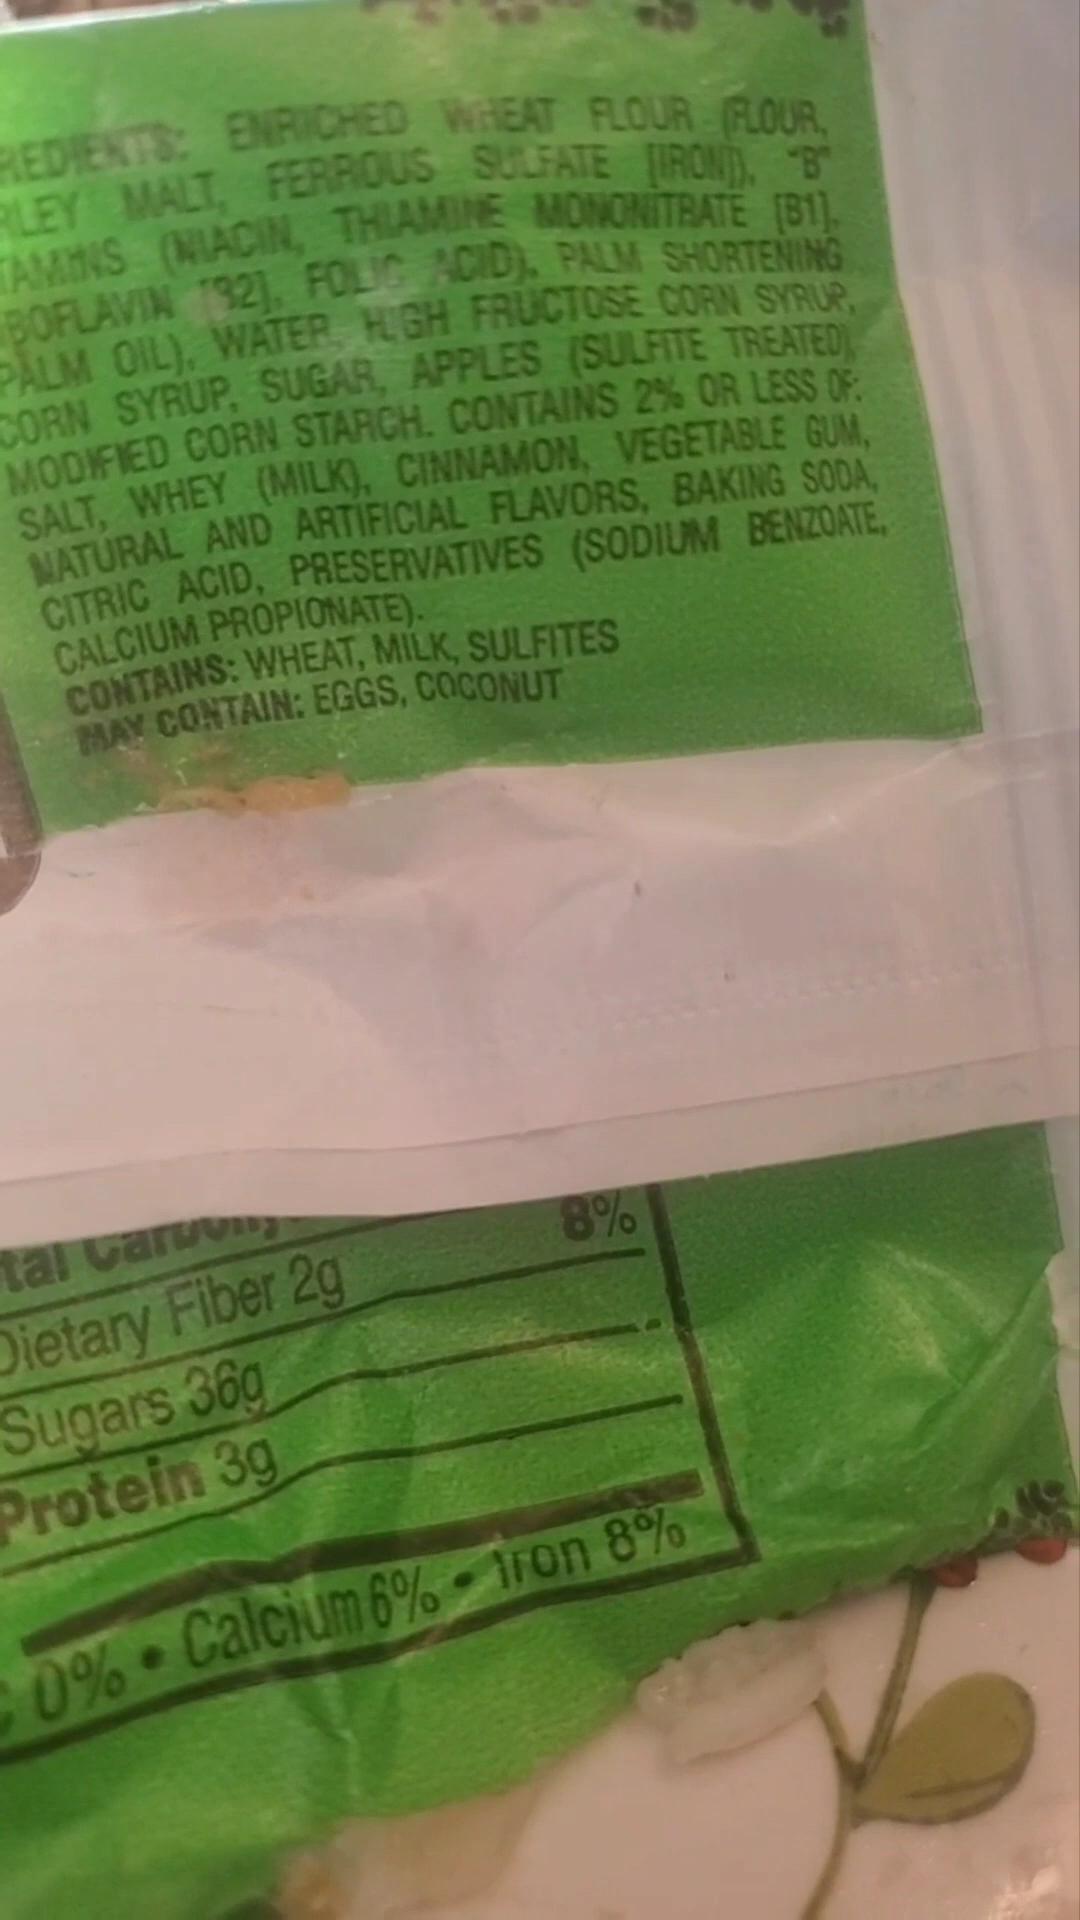 REDIENTS: ENRICHED WHEAT FLOUR (FLOUR,
RLEY MALT, FERROUS SULFATE [IRON]), "B"
TAMINS (NIACIN, THIAMINE MONONITRATE [B1],
BOFLAVIN [B2], FOLIC ACID), PALM SHORTENING
PALM OIL), WATER, HIGH FRUCTOSE CORN SYRUP,
CORN SYRUP, SUGAR, APPLES (SULFITE TREATED),
MODIFIED CORN STARCH. CONTAINS 2% OR LESS OF:
SALT, WHEY (MILK), CINNAMON, VEGETABLE GUM,
NATURAL AND ARTIFICIAL FLAVORS, BAKING SODA,
CITRIC ACID, PRESERVATIVES (SODIUM BENZOATE,
CALCIUM PROPIONATE).
CONTAINS: WHEAT, MILK, SULFITES
MAY CONTAIN: EGGS, COCONUT
tal 8%
Dietary Fiber 2g
Sugars 36g
Protein 3g
C 0% • Calcium 6% • Iron 8%